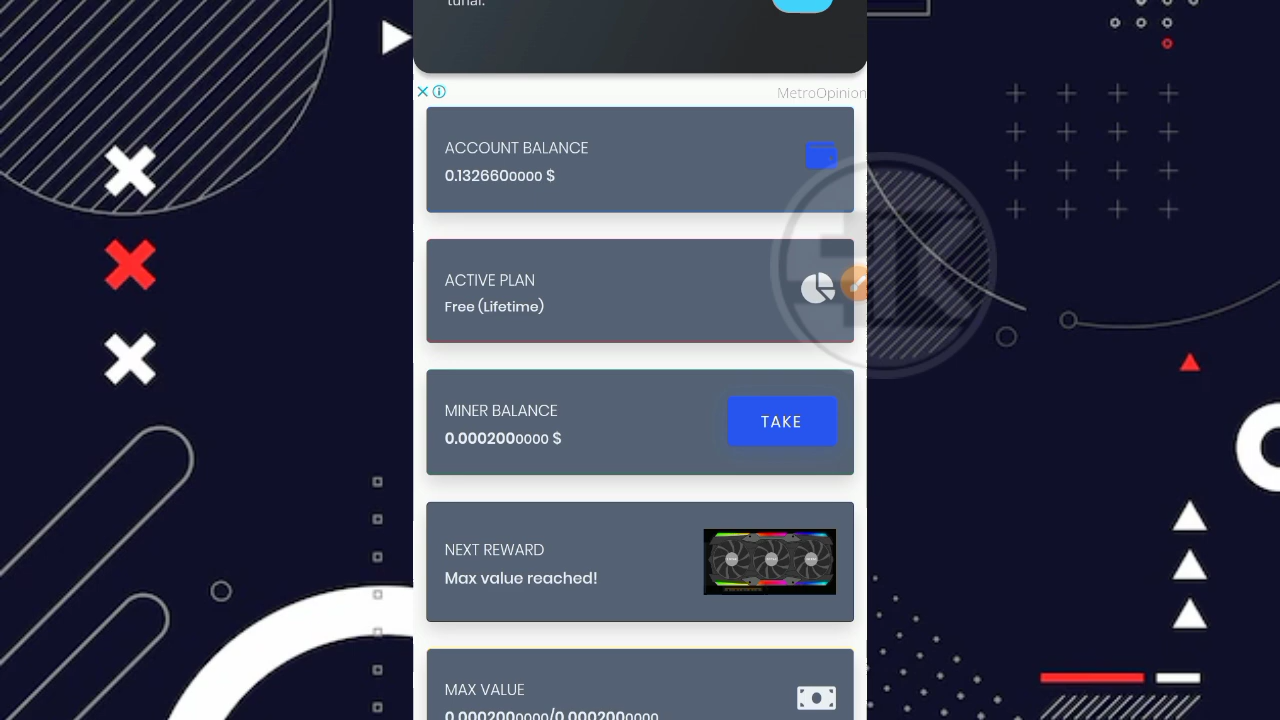 tunai.
MetroOpinion
ACCOUNT BALANCE
0.1326600000 $
ACTIVE PLAN
Free (Lifetime)
MINER BALANCE
0.0002000000 $
TAKE
NEXT REWARD
Max value reached!
MAX VALUE
0.0002000000/0.0002000000